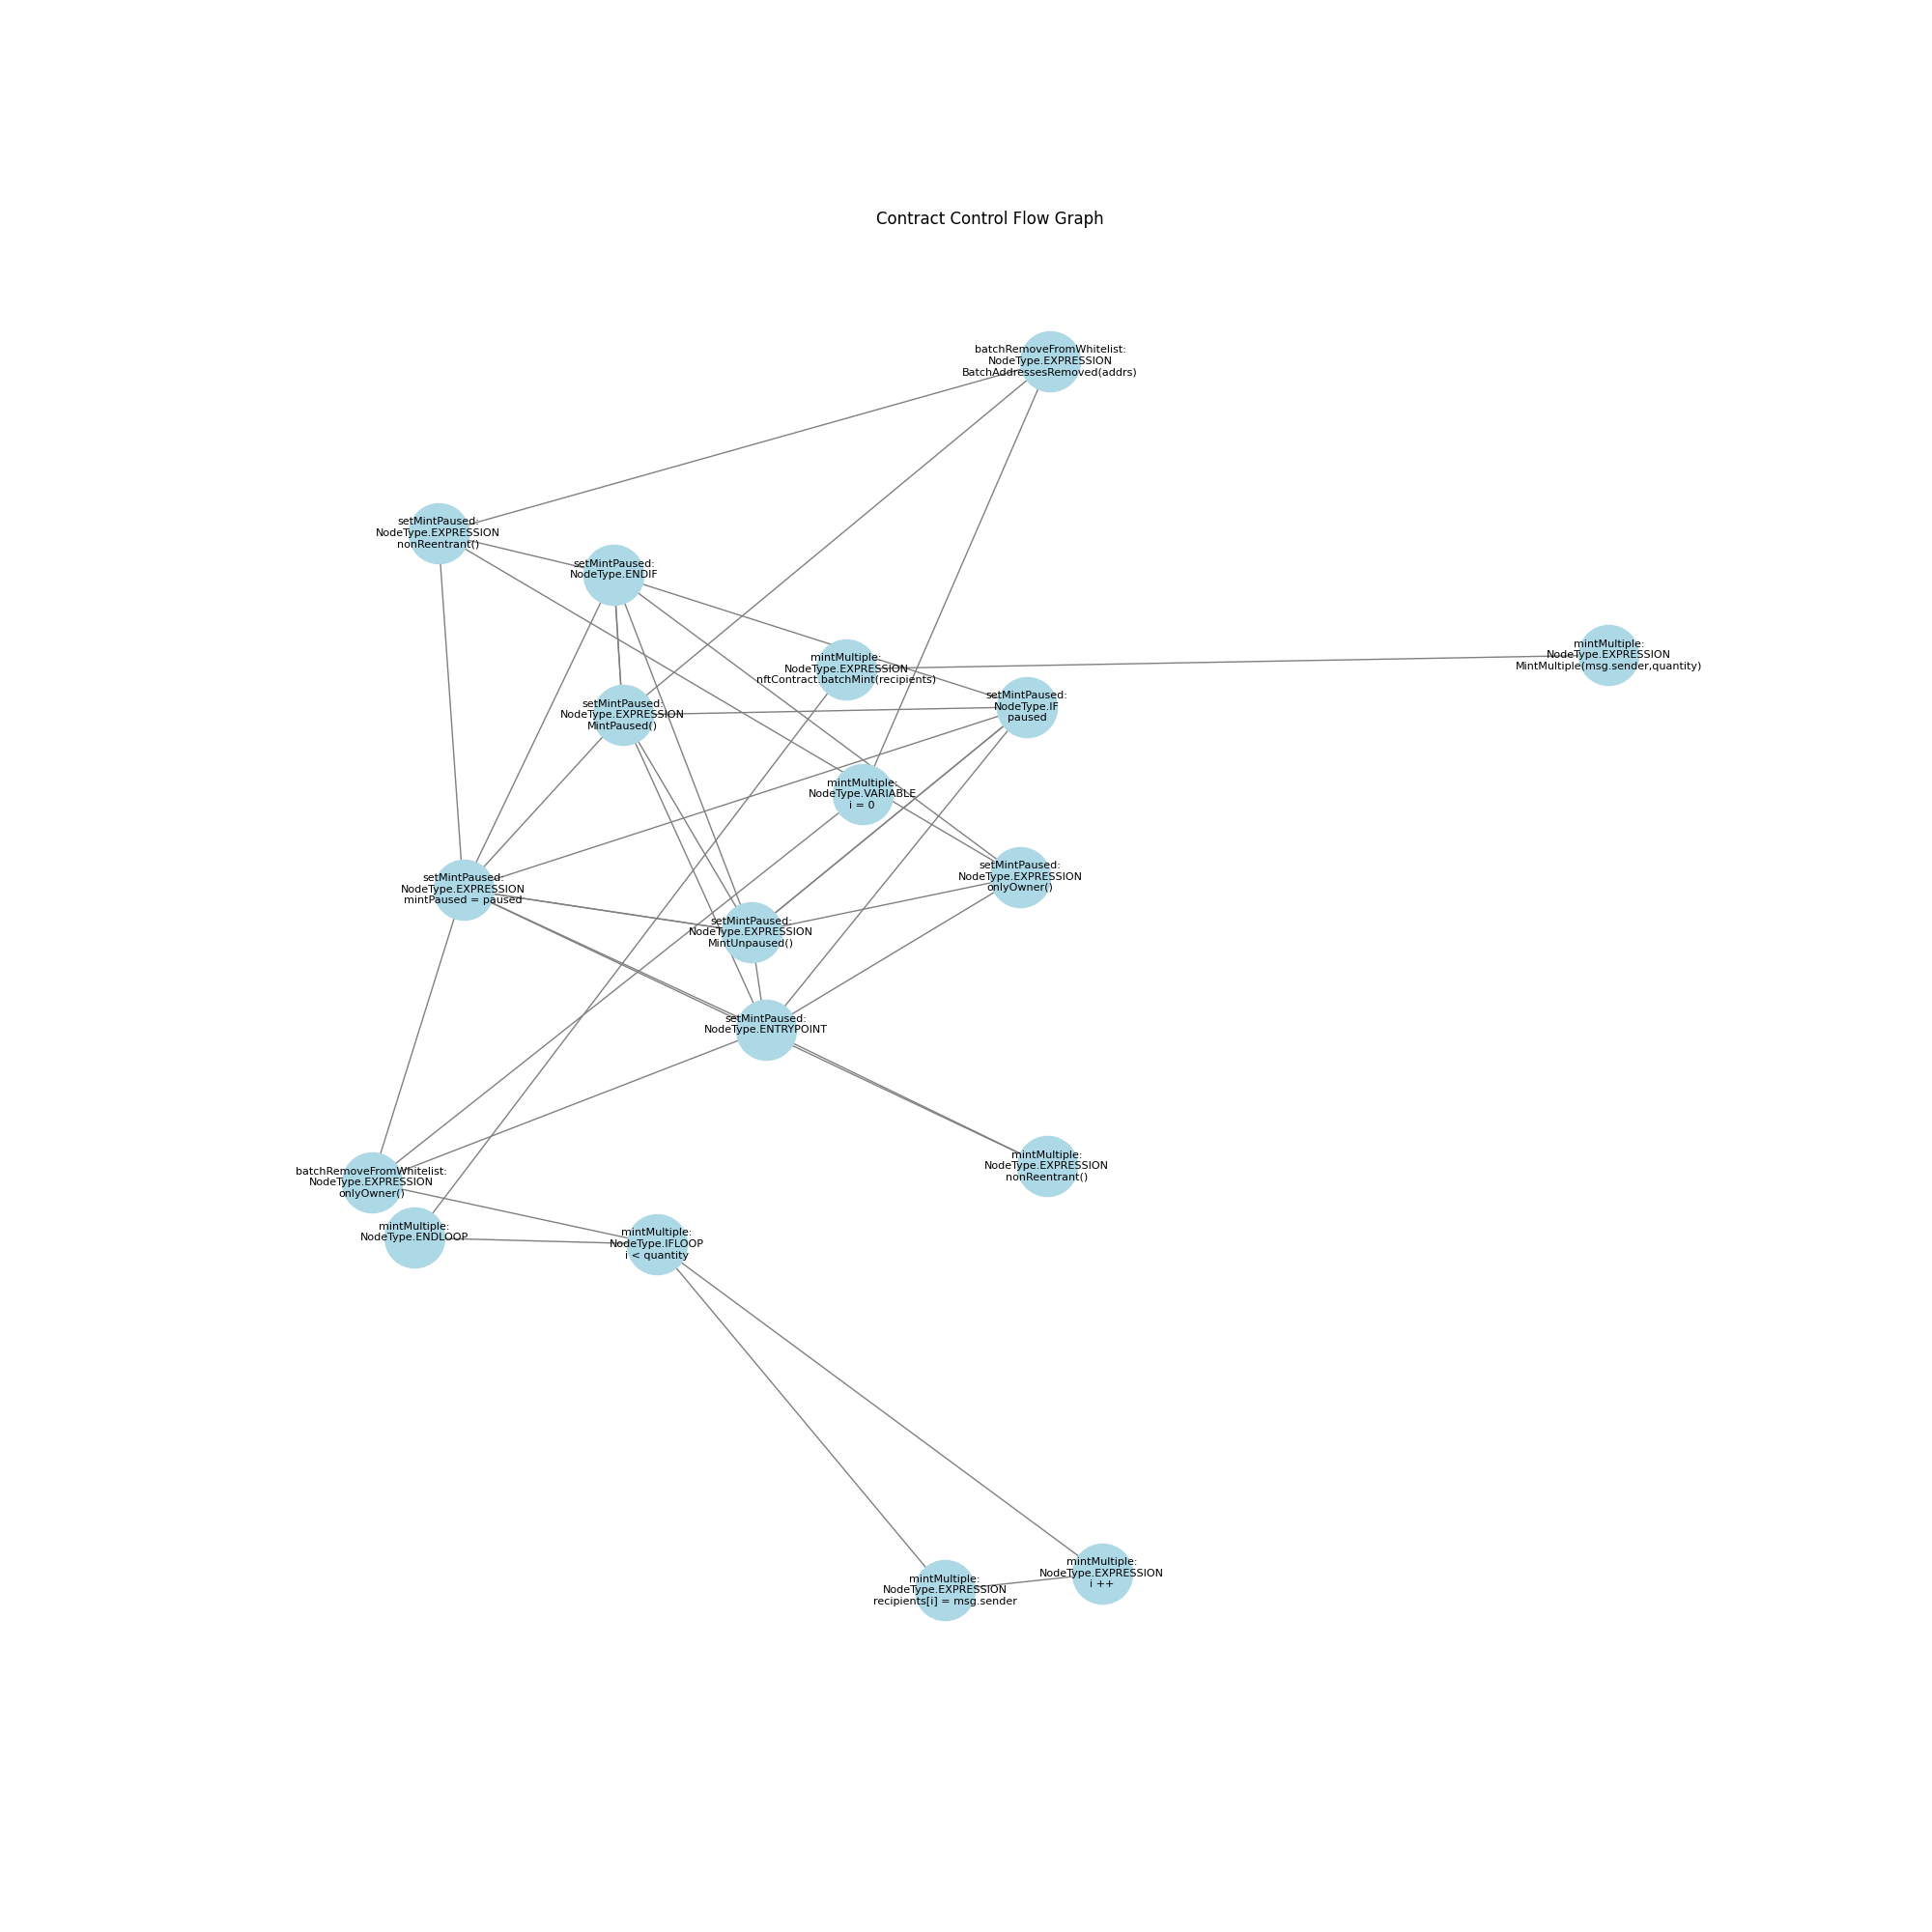 Contract Control Flow Graph
batchRemoveFromWhitelist:
NodeType.EXPRESSION
BatchAddressesRemoved(addrs)
setMintPaused:
NodeType.EXPRESSION
nonReentrant()
setMintPaused:
NodeType.ENDIF
mintMultiple:
NodeType.EXPRESSION
nftContract.batchMint(recipients)
mintMultiple:
NodeType.EXPRESSION
MintMultiple(msg.sender,quantity)
setMintPaused:
NodeType.EXPRESSION
MintPaused()
setMintPaused:
NodeType.IF
paused
mintMultiple:
NodeType.VARIABLE
i = 0
setMintPaused:
NodeType.EXPRESSION
onlyOwner()
setMintPaused:
NodeType.EXPRESSION
mintPaused = paused
setMintPaused:
NodeType.EXPRESSION
MintUnpaused()
setMintPaused:
NodeType.ENTRYPOINT
mintMultiple:
NodeType.EXPRESSION
nonReentrant()
batchRemoveFromWhitelist:
NodeType.EXPRESSION
onlyOwner()
mintMultiple:
NodeType.ENDLOOP
mintMultiple:
NodeType.IFLOOP
i < quantity
mintMultiple:
NodeType.EXPRESSION
recipients[i] = msg.sender
mintMultiple:
NodeType.EXPRESSION
i ++